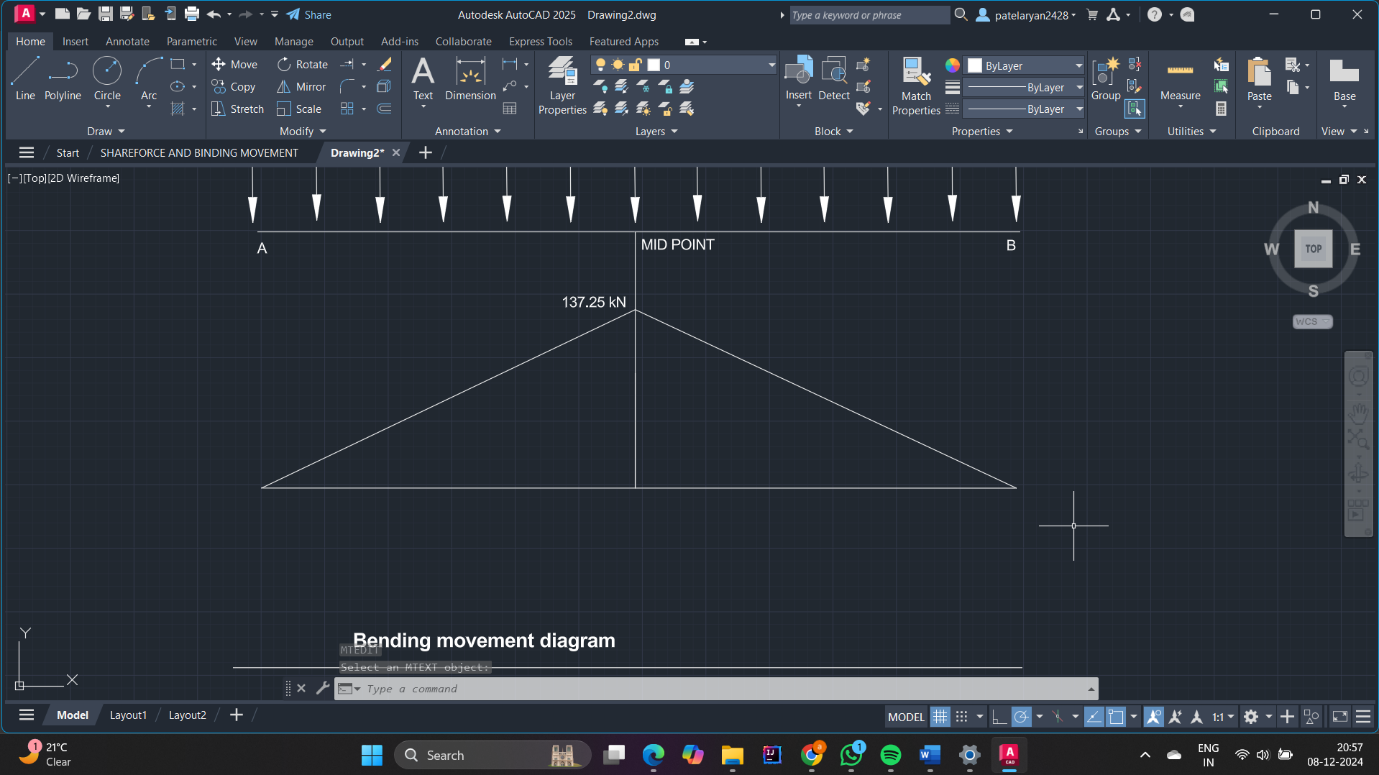 A Share Autodesk AutoCAD 2025 Drawing2.dwg Type a keyword or phrase patelaryan2428
Home Insert Annotate Parametric View Manage Output Add-ins Collaborate Express Tools Featured Apps
Line Polyline Circle Arc
Move Rotate
Copy Mirror
Stretch Scale
Text Dimension
Layer Properties
0
Insert Detect
Match Properties
ByLayer
ByLayer
ByLayer
Group
Measure
Paste
Base
Draw Modify Annotation Layers Block Properties Groups Utilities Clipboard View
Start SHAREFORCE AND BINDING MOVEMENT Drawing2*
[−][Top][2D Wireframe]
N
W TOP E
S
WCS
A MID POINT B
137.25 kN
Bending movement diagram
MTEDIT
Select an MTEXT object:
Y
X
Type a command
Model Layout1 Layout2 MODEL 1:1
1 21°C
Clear
Search
a
1
A
CAD
ENG
IN
20:57
08-12-2024